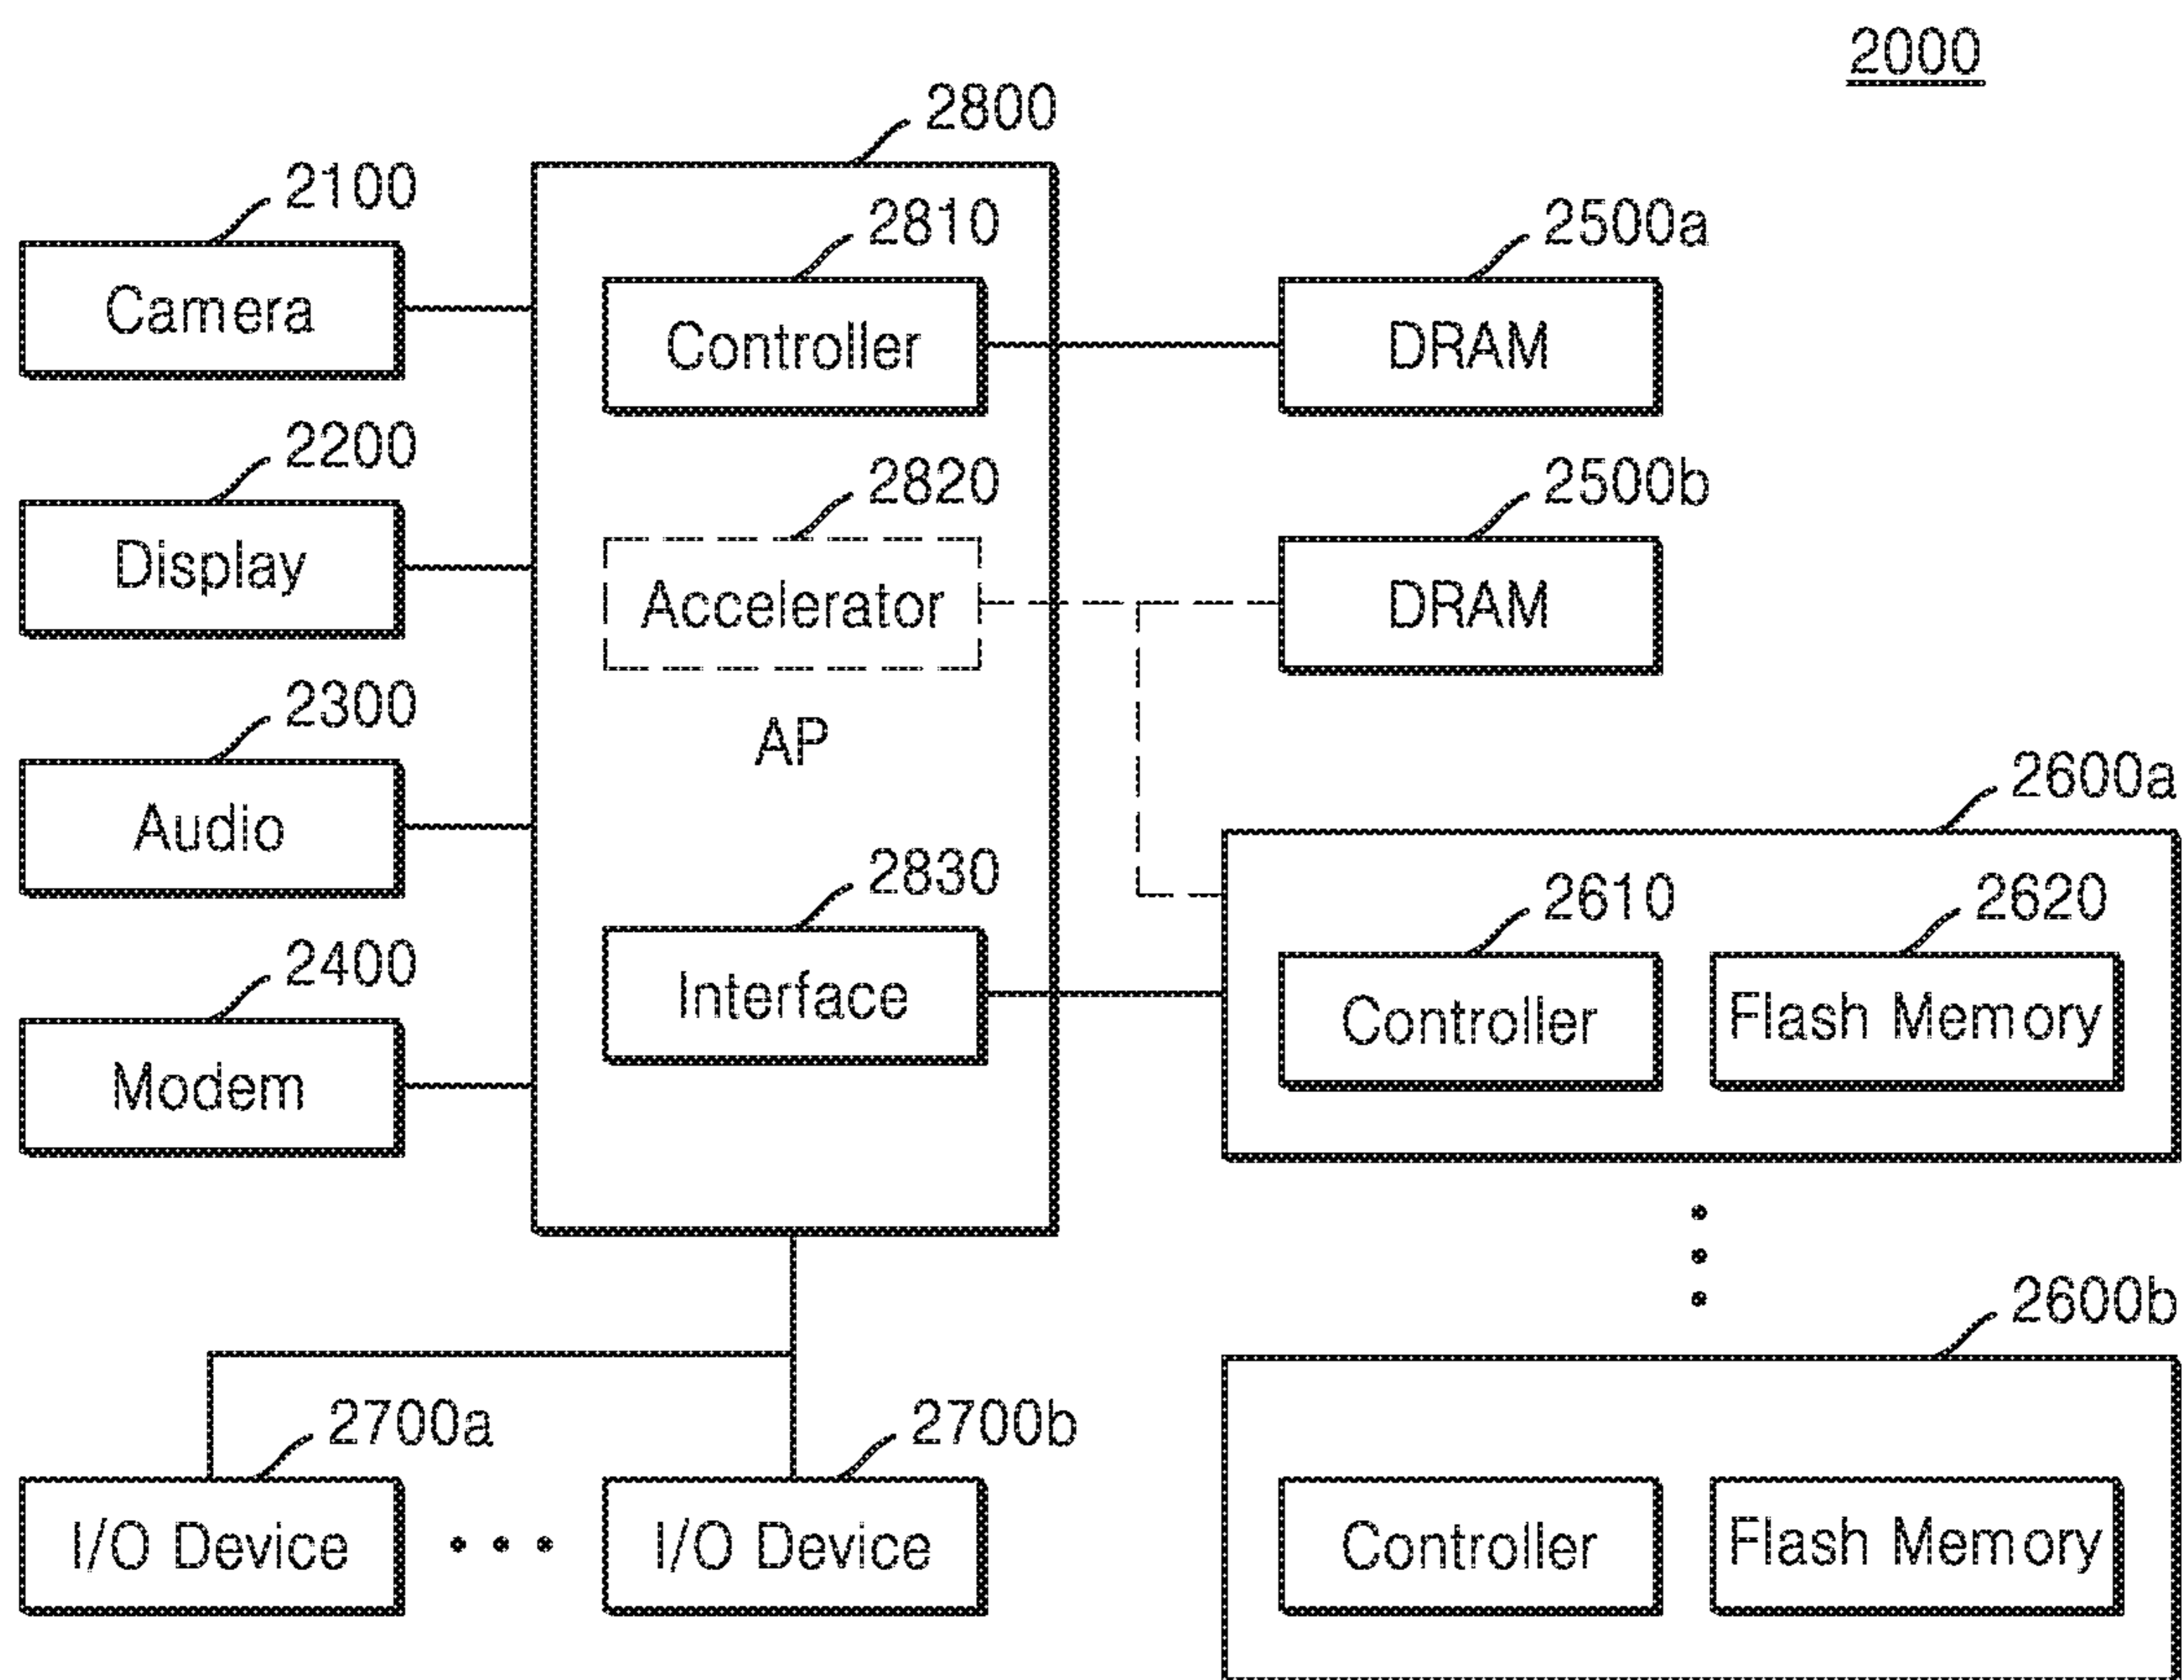 2000
2800
2100
Camera
2810
Controller
2500a
DRAM
2200
Display
2820
Accelerator
2500b
DRAM
AP
2300
Audio
2830
Interface
2600a
2610
Controller
2620
Flash Memory
2400
Modem
2600b
Controller
Flash Memory
2700a
I/O Device
2700b
I/O Device